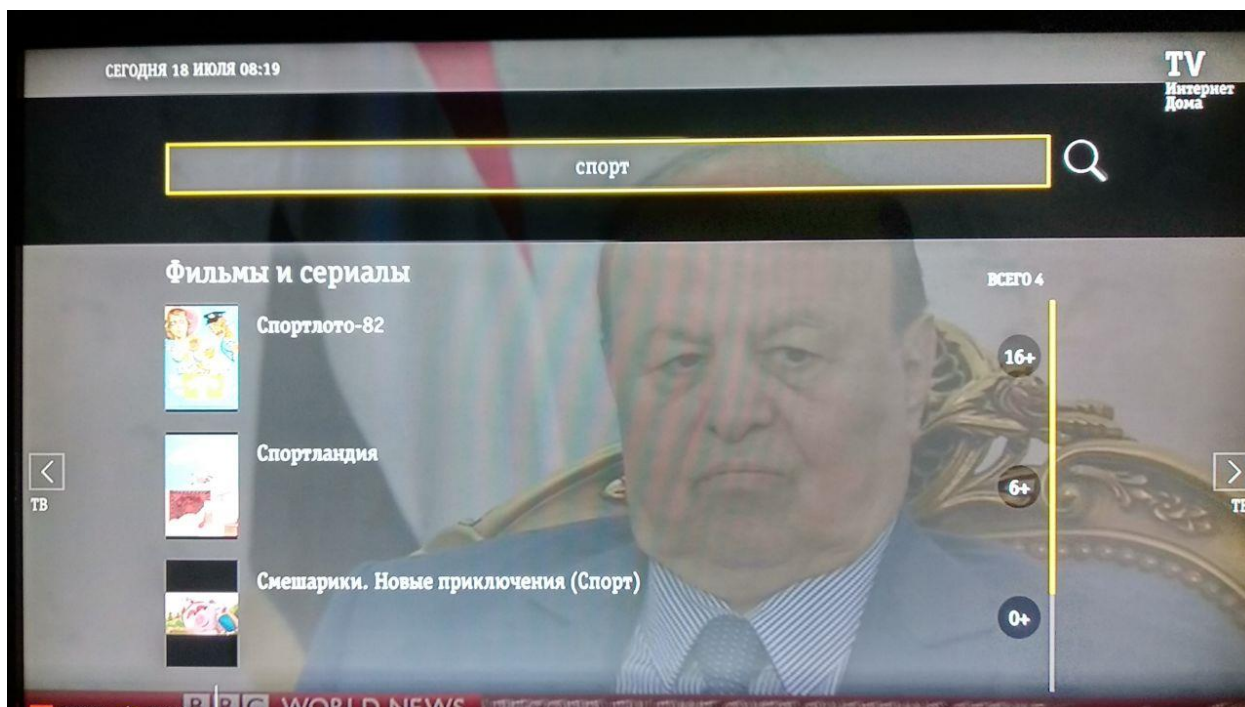 СЕГОДНЯ 18 ИЮЛЯ 08:19
TV
Интернет
Дома
спорт
Фильмы и сериалы
ВСЕГО 4
Спортлото-82
16+
Спортландия
6+
ТВ
Смешарики. Новые приключения (Спорт)
0+
BBC WORLD NEWS